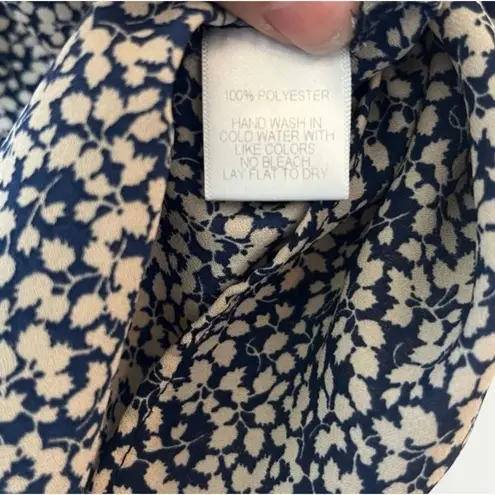 100% POLYESTER
HAND WASH IN
COLD WATER WITH
LIKE COLORS
NO BLEACH
LAY FLAT TO DRY